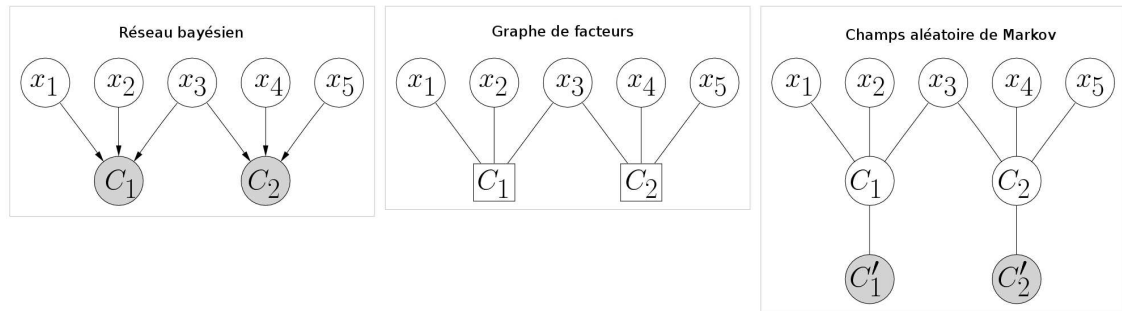 Réseau bayésien
x1 x2 x3 x4 x5
C1 C2
Graphe de facteurs
x1 x2 x3 x4 x5
C1 C2
Champs aléatoire de Markov
x1 x2 x3 x4 x5
C1 C2
C′1 C′2